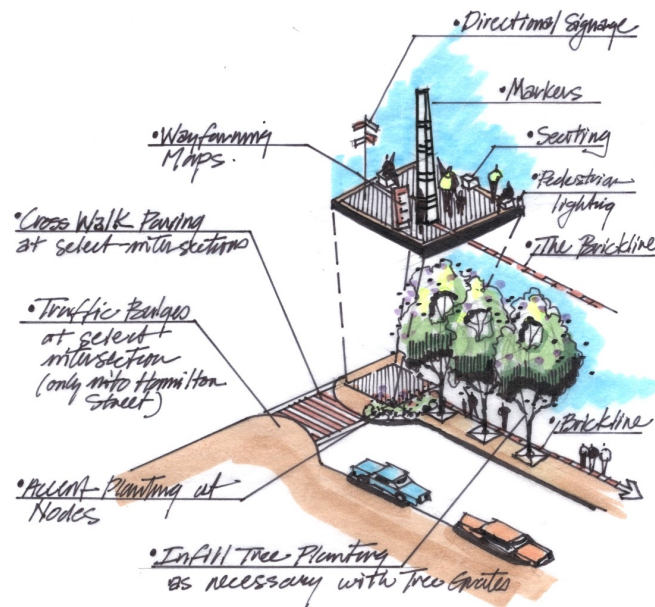 •Directional Signage
•Markers
•Wayfanning
Maps.
•Seating
•Pedestrian
lighting
•Cross Walk Paving
at select intersections
•The Brickline
•Traffic Bulges
at select
intersection
(only into Hamilton
Street)
•Brickline
•Accent Planting at
Nodes
•Infill Tree Planting
as necessary with Tree Grates